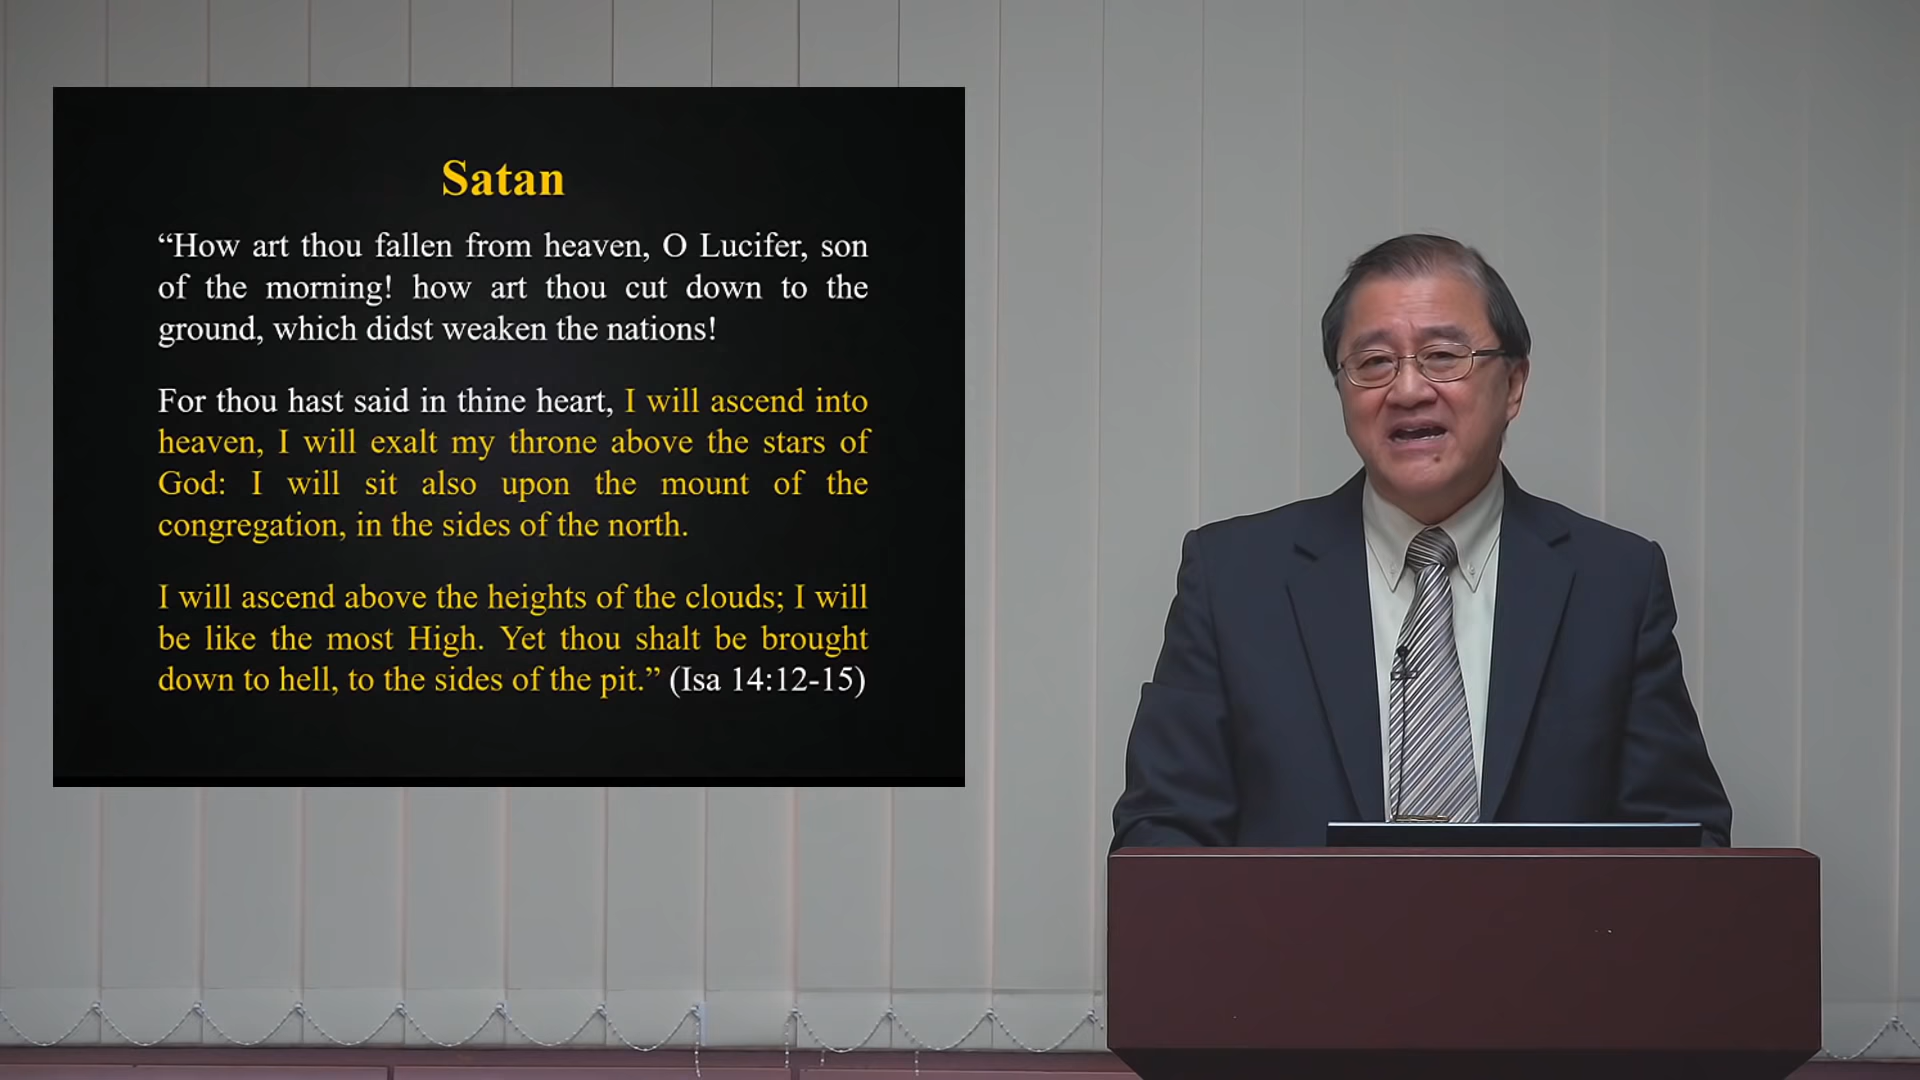 Satan
“How art thou fallen from heaven, O Lucifer, son
of the morning! how art thou cut down to the
ground, which didst weaken the nations!
For thou hast said in thine heart, I will ascend into
heaven, I will exalt my throne above the stars of
God: I will sit also upon the mount of the
congregation, in the sides of the north.
I will ascend above the heights of the clouds; I will
be like the most High. Yet thou shalt be brought
down to hell, to the sides of the pit.” (Isa 14:12-15)